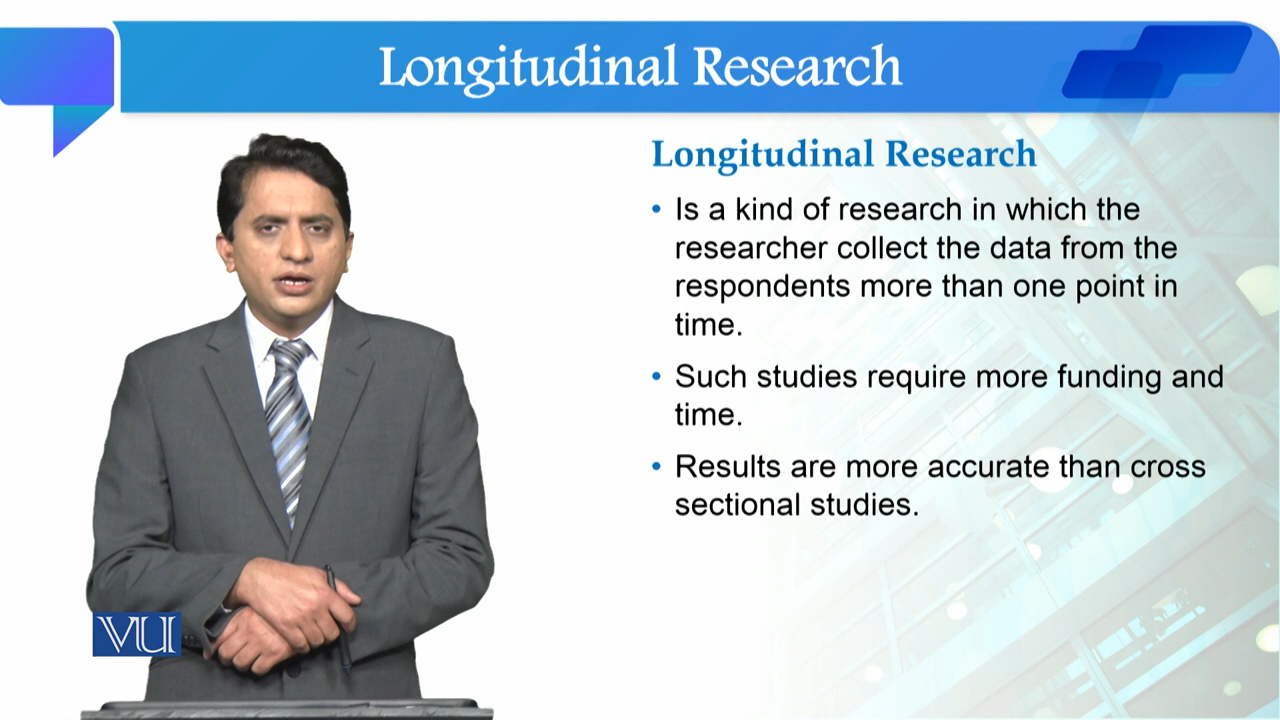 Longitudinal Research
Longitudinal Research
• Is a kind of research in which the
researcher collect the data from the
respondents more than one point in
time.
• Such studies require more funding and
time.
• Results are more accurate than cross
sectional studies.
VU